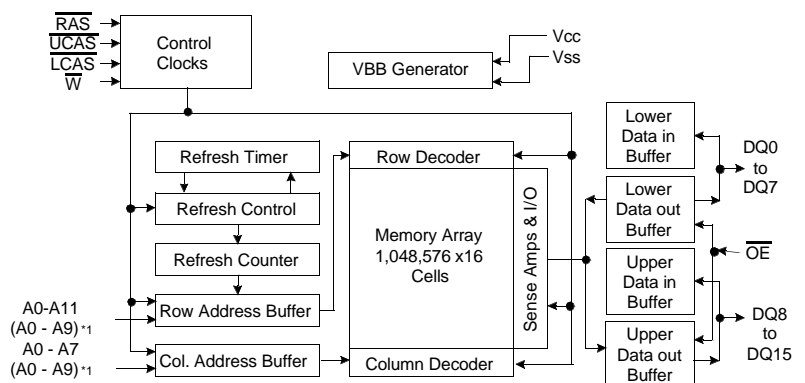 RAS
UCAS
LCAS
W
Control
Clocks
VBB Generator
Vcc
Vss
Lower
Data in
Buffer
DQ0
to
DQ7
Refresh Timer
Row Decoder
Refresh Control
Lower
Data out
Buffer
Memory Array
1,048,576 x16
Cells
Sense Amps & I/O
Refresh Counter
OE
Upper
Data in
Buffer
A0-A11
(A0 - A9)*1
Row Address Buffer
DQ8
to
DQ15
A0 - A7
(A0 - A9)*1
Col. Address Buffer
Column Decoder
Upper
Data out
Buffer